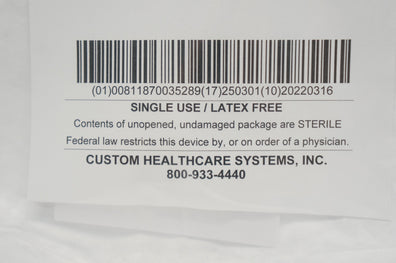 (01)00811870035289(17)250301(10)20220316
SINGLE USE / LATEX FREE
Contents of unopened, undamaged package are STERILE
Federal law restricts this device by, or on order of a physician.
CUSTOM HEALTHCARE SYSTEMS, INC.
800-933-4440